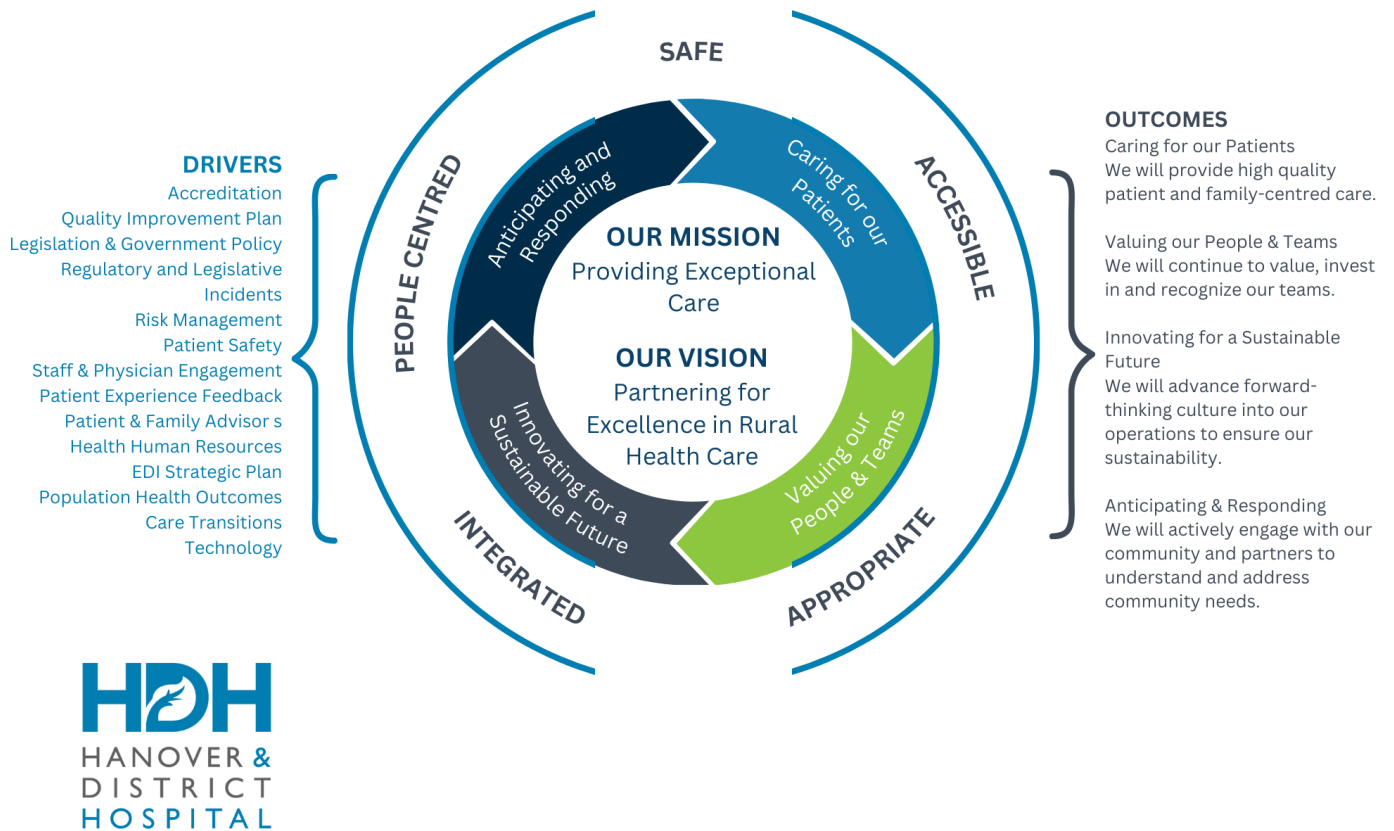 SAFE
ACCESSIBLE
APPROPRIATE
INTEGRATED
PEOPLE CENTRED
DRIVERS
Accreditation
Quality Improvement Plan
Legislation & Government Policy
Regulatory and Legislative
Incidents
Risk Management
Patient Safety
Staff & Physician Engagement
Patient Experience Feedback
Patient & Family Advisor s
Health Human Resources
EDI Strategic Plan
Population Health Outcomes
Care Transitions
Technology
Anticipating and
Responding
Caring for our
Patients
Valuing our
People & Teams
Innovating for a
Sustainable Future
OUR MISSION
Providing Exceptional
Care
OUR VISION
Partnering for
Excellence in Rural
Health Care
OUTCOMES
Caring for our Patients
We will provide high quality
patient and family-centred care.
Valuing our People & Teams
We will continue to value, invest
in and recognize our teams.
Innovating for a Sustainable
Future
We will advance forward-
thinking culture into our
operations to ensure our
sustainability.
Anticipating & Responding
We will actively engage with our
community and partners to
understand and address
community needs.
HDH
HANOVER &
DISTRICT
HOSPITAL